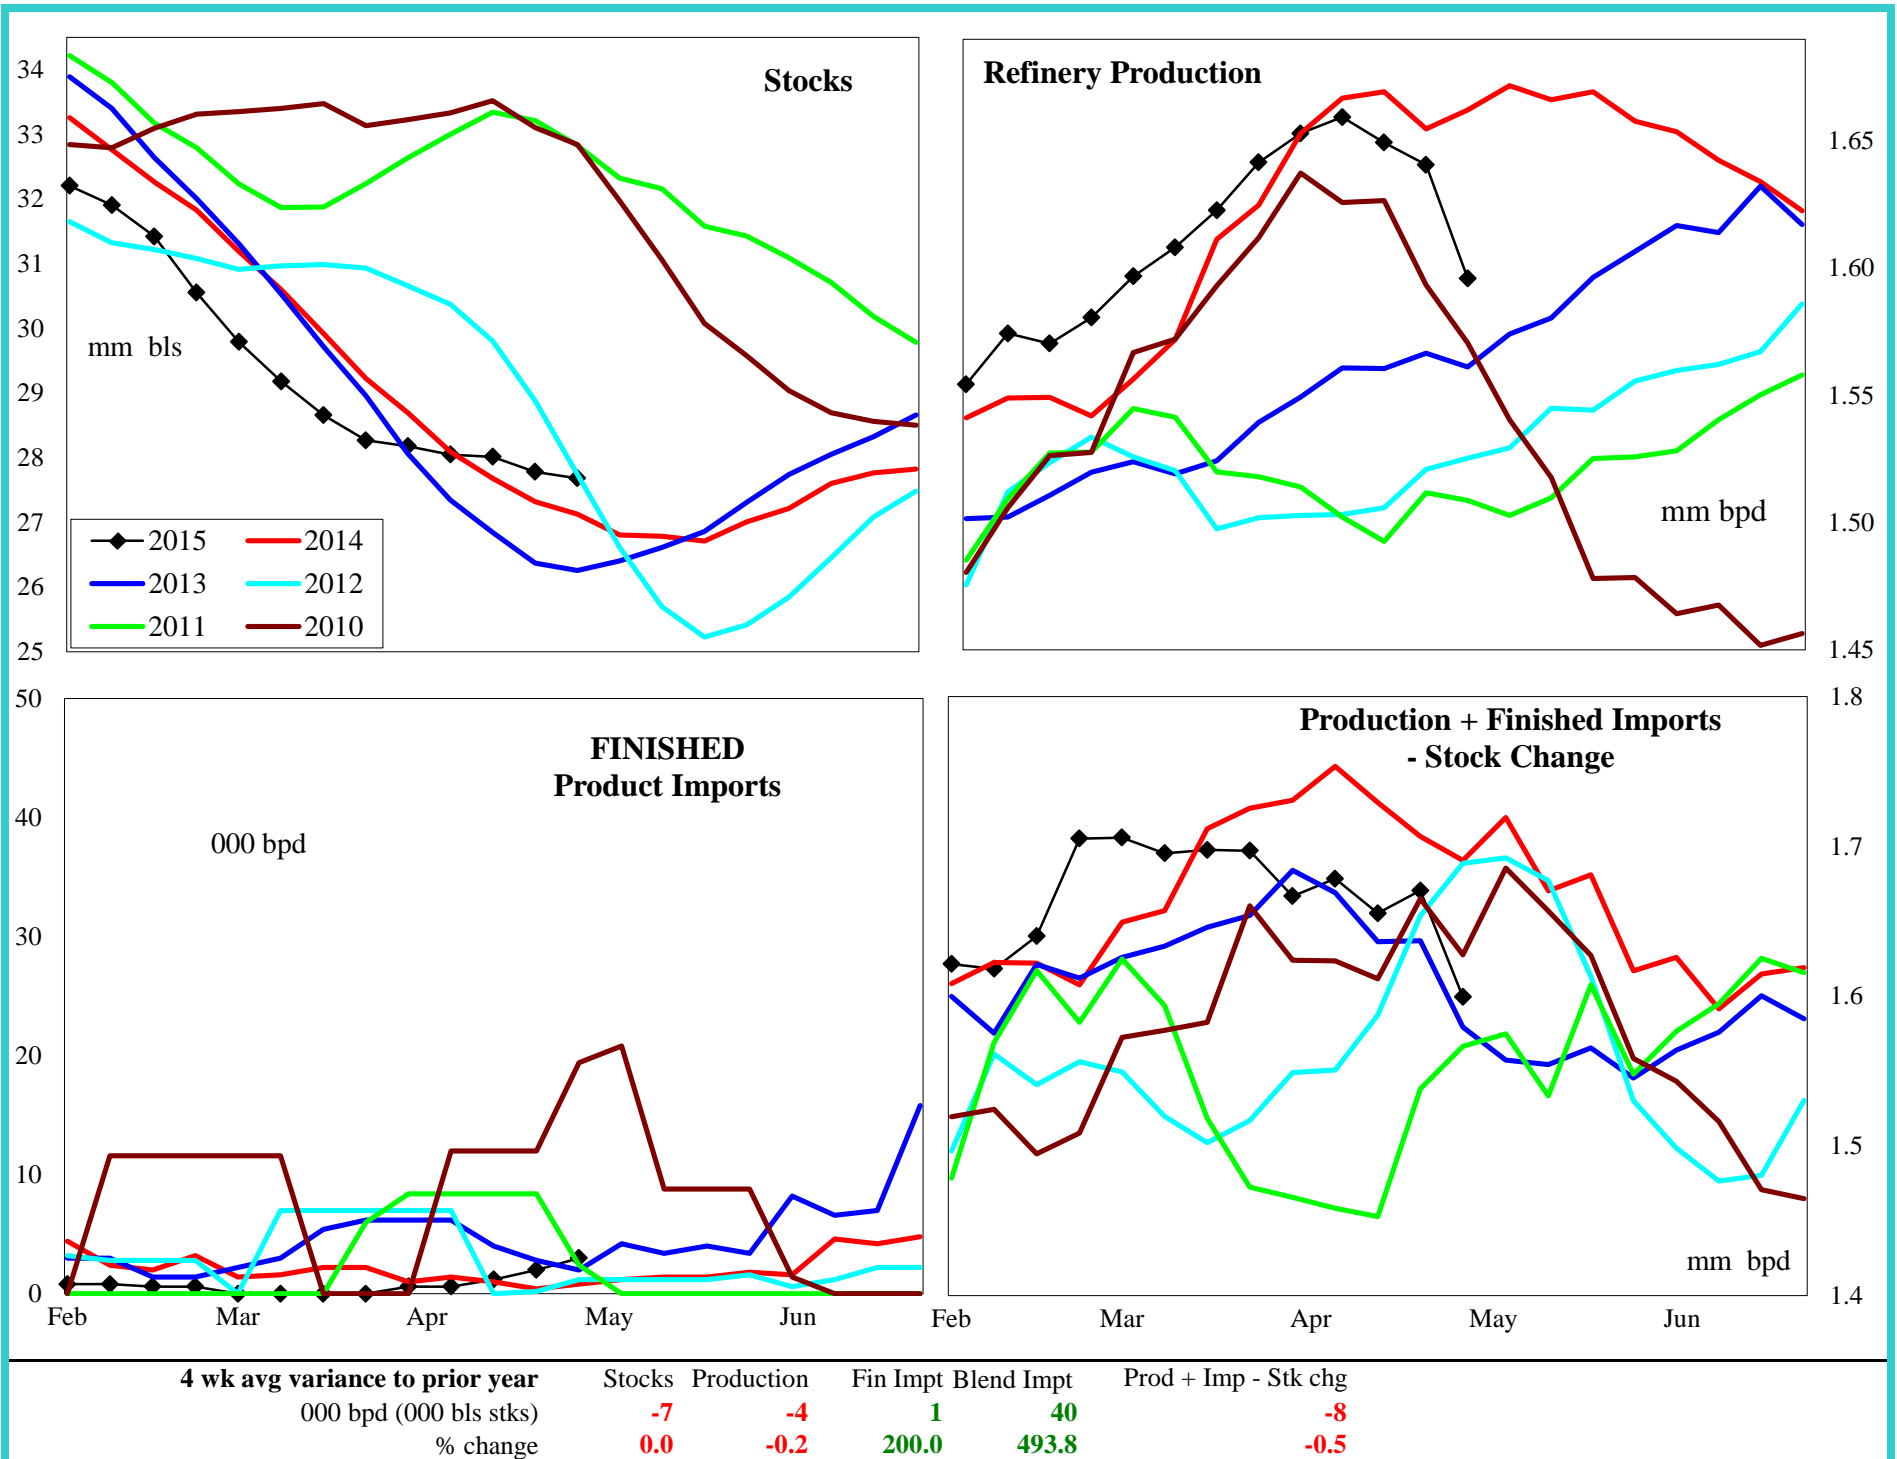 Stocks
34
33
32
31
30
29
28
27
26
25
mm bls
2015
2014
2013
2012
2011
2010
Refinery Production
1.65
1.60
1.55
1.50
1.45
mm bpd
FINISHED
Product Imports
50
40
30
20
10
0
000 bpd
Feb Mar Apr May Jun
Production + Finished Imports
- Stock Change
1.8
1.7
1.6
1.5
1.4
mm bpd
Feb Mar Apr May Jun
4 wk avg variance to prior year Stocks Production Fin Impt Blend Impt Prod + Imp - Stk chg
000 bpd (000 bls stks) -7 -4 1 40 -8
% change 0.0 -0.2 200.0 493.8 -0.5